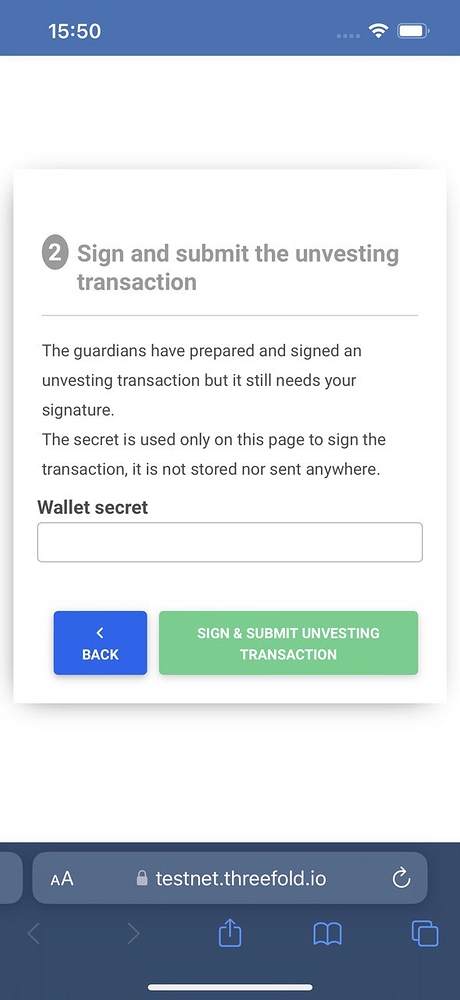 15:50
2 Sign and submit the unvesting
transaction
The guardians have prepared and signed an
unvesting transaction but it still needs your
signature.
The secret is used only on this page to sign the
transaction, it is not stored nor sent anywhere.
Wallet secret
BACK
SIGN & SUBMIT UNVESTING
TRANSACTION
AA testnet.threefold.io